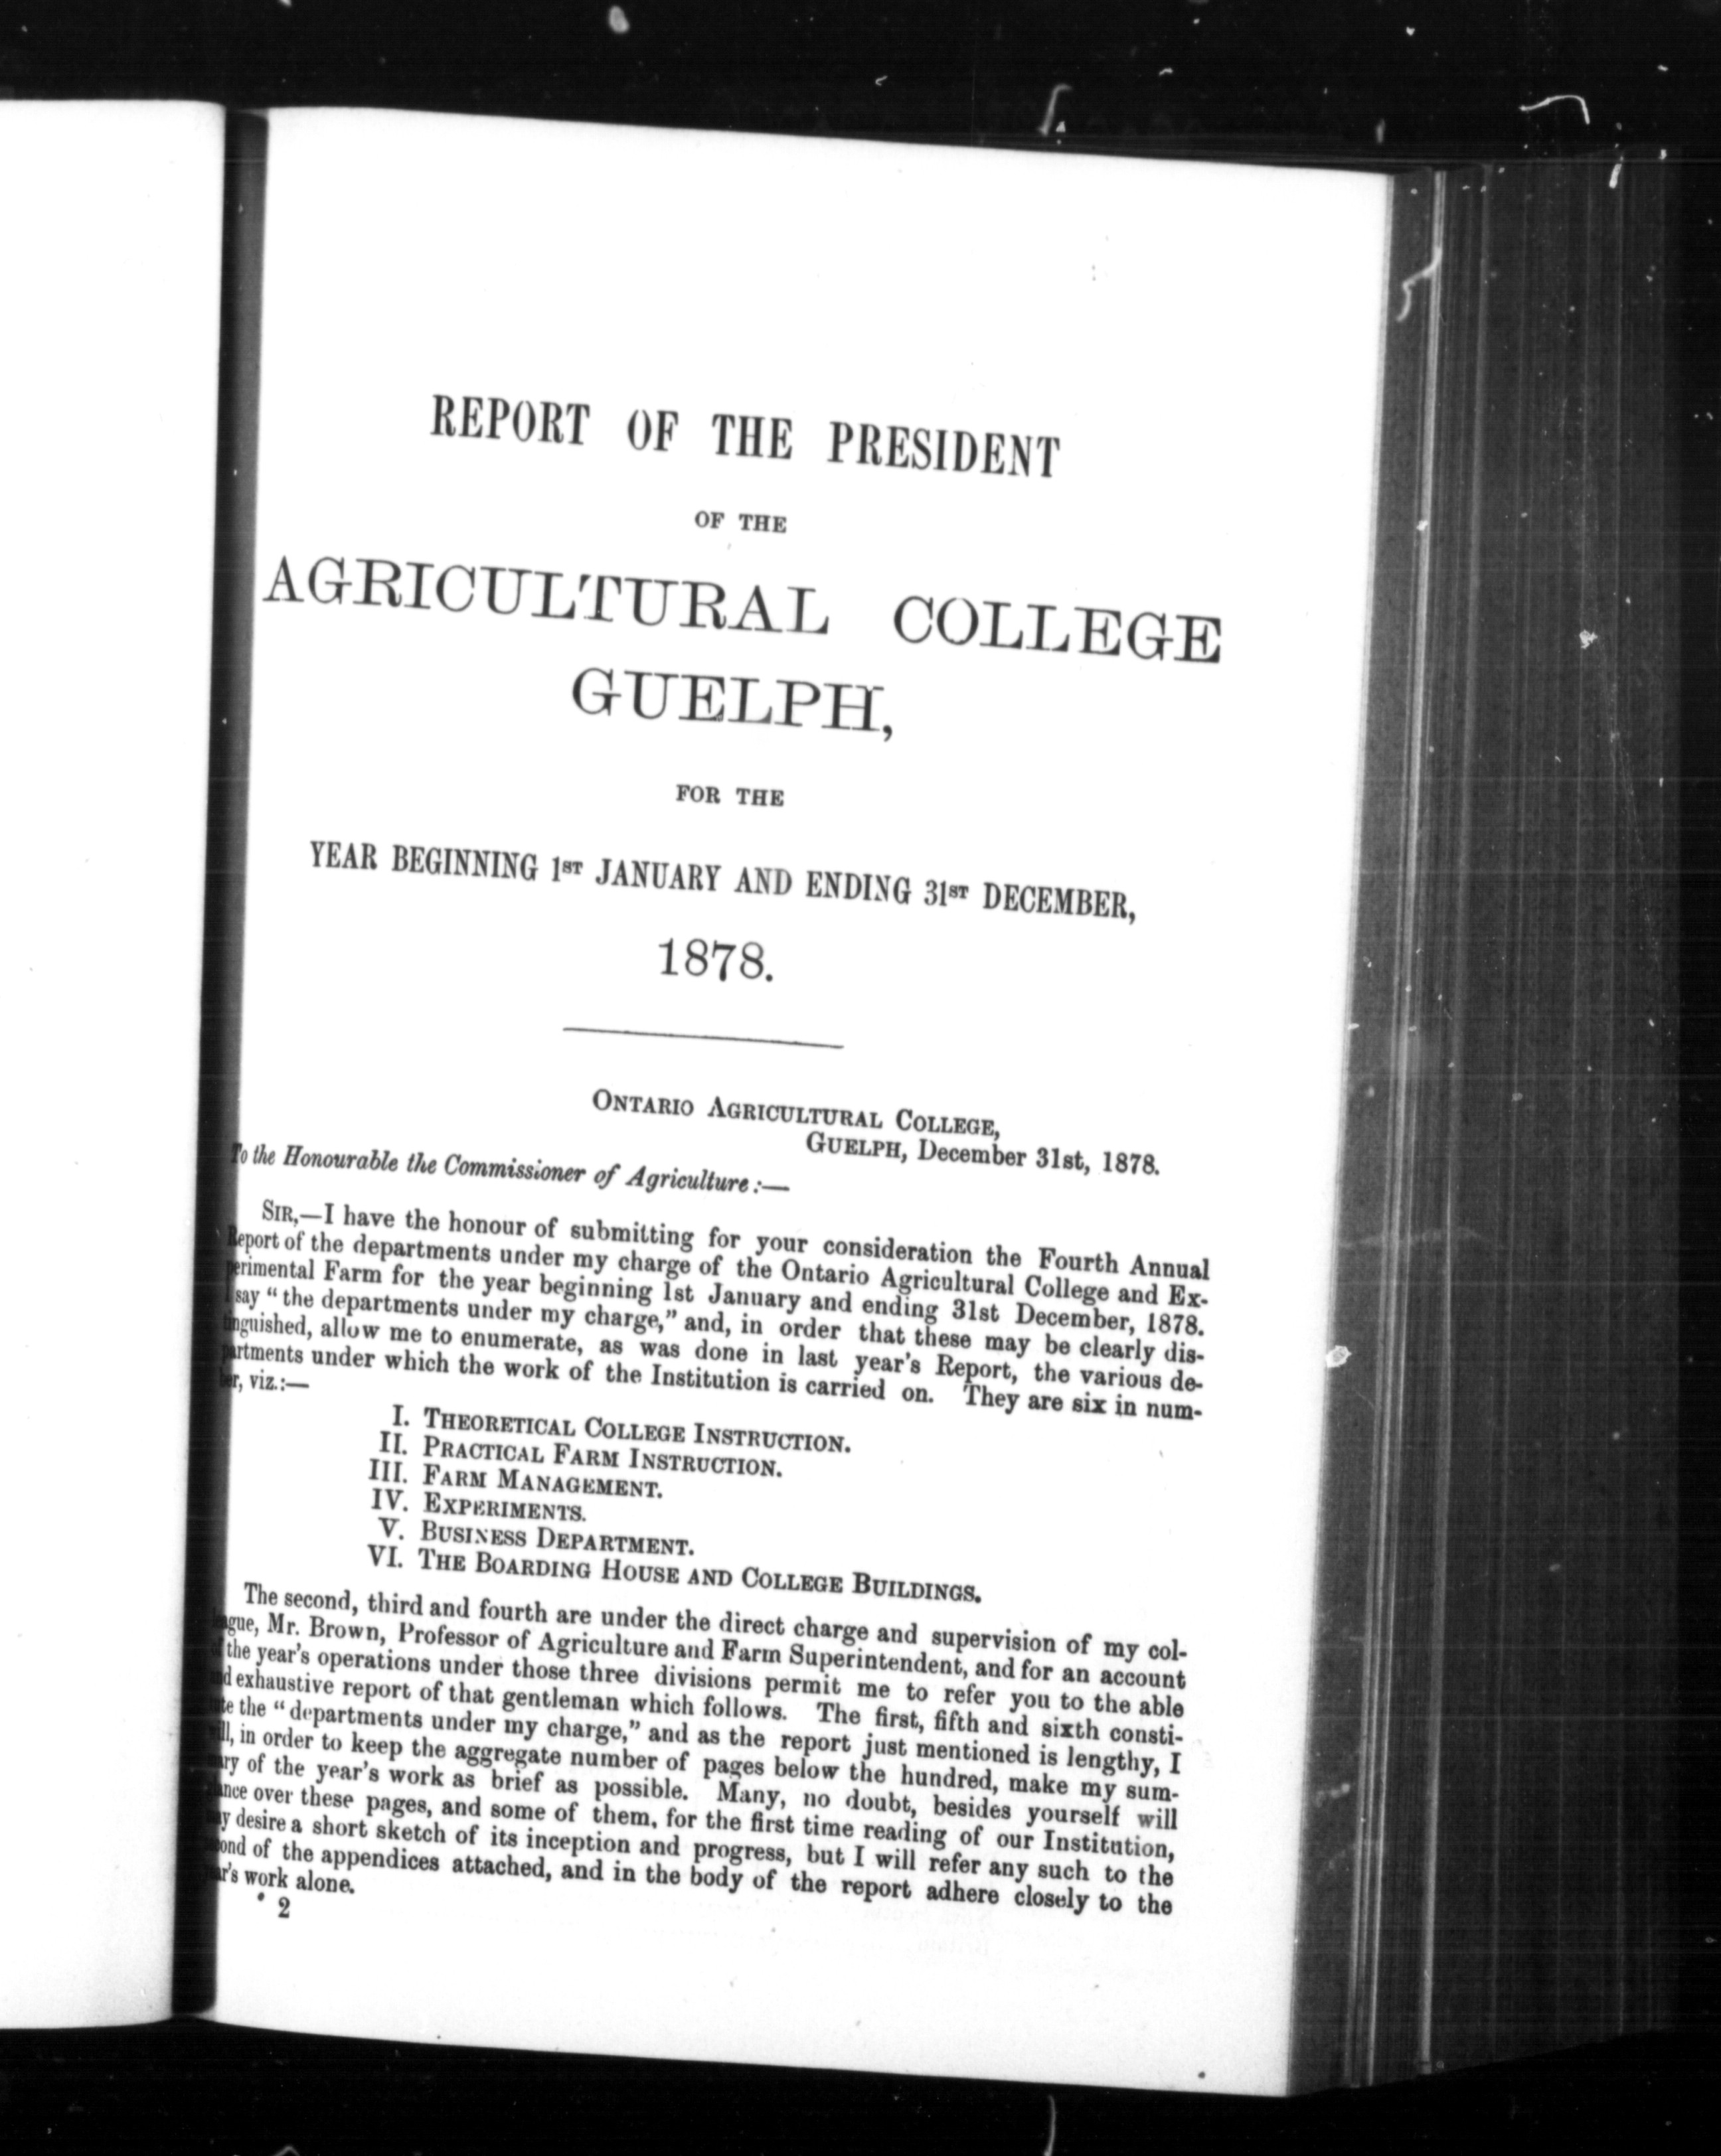 REPORT OF THE PRESIDENT
OF THE
AGRICULTURAL COLLEGE
GUELPH,
FOR THE
YEAR BEGINNING 1ST JANUARY AND ENDING 31ST DECEMBER,
1878.
ONTARIO AGRICULTURAL COLLEGE,
GUELPH, December 31st, 1878.
To the Honourable the Commissioner of Agriculture:—
SIR,—I have the honour of submitting for your consideration the Fourth Annual
Report of the departments under my charge of the Ontario Agricultural College and Ex-
perimental Farm for the year beginning 1st January and ending 31st December, 1878.
I say "the departments under my charge," and, in order that these may be clearly dis-
tinguished, allow me to enumerate, as was done in last year's Report, the various de-
partments under which the work of the Institution is carried on. They are six in num-
ber, viz.:—
I. THEORETICAL COLLEGE INSTRUCTION.
II. PRACTICAL FARM INSTRUCTION.
III. FARM MANAGEMENT.
IV. EXPERIMENTS.
V. BUSINESS DEPARTMENT.
VI. THE BOARDING HOUSE AND COLLEGE BUILDINGS.
The second, third and fourth are under the direct charge and supervision of my col-
league, Mr. Brown, Professor of Agriculture and Farm Superintendent, and for an account
of the year's operations under those three divisions permit me to refer you to the able
and exhaustive report of that gentleman which follows. The first, fifth and sixth consti-
tute the "departments under my charge," and as the report just mentioned is lengthy, I
will, in order to keep the aggregate number of pages below the hundred, make my sum-
mary of the year's work as brief as possible. Many, no doubt, besides yourself will
glance over these pages, and some of them, for the first time reading of our Institution,
may desire a short sketch of its inception and progress, but I will refer any such to the
second of the appendices attached, and in the body of the report adhere closely to the
year's work alone.
2